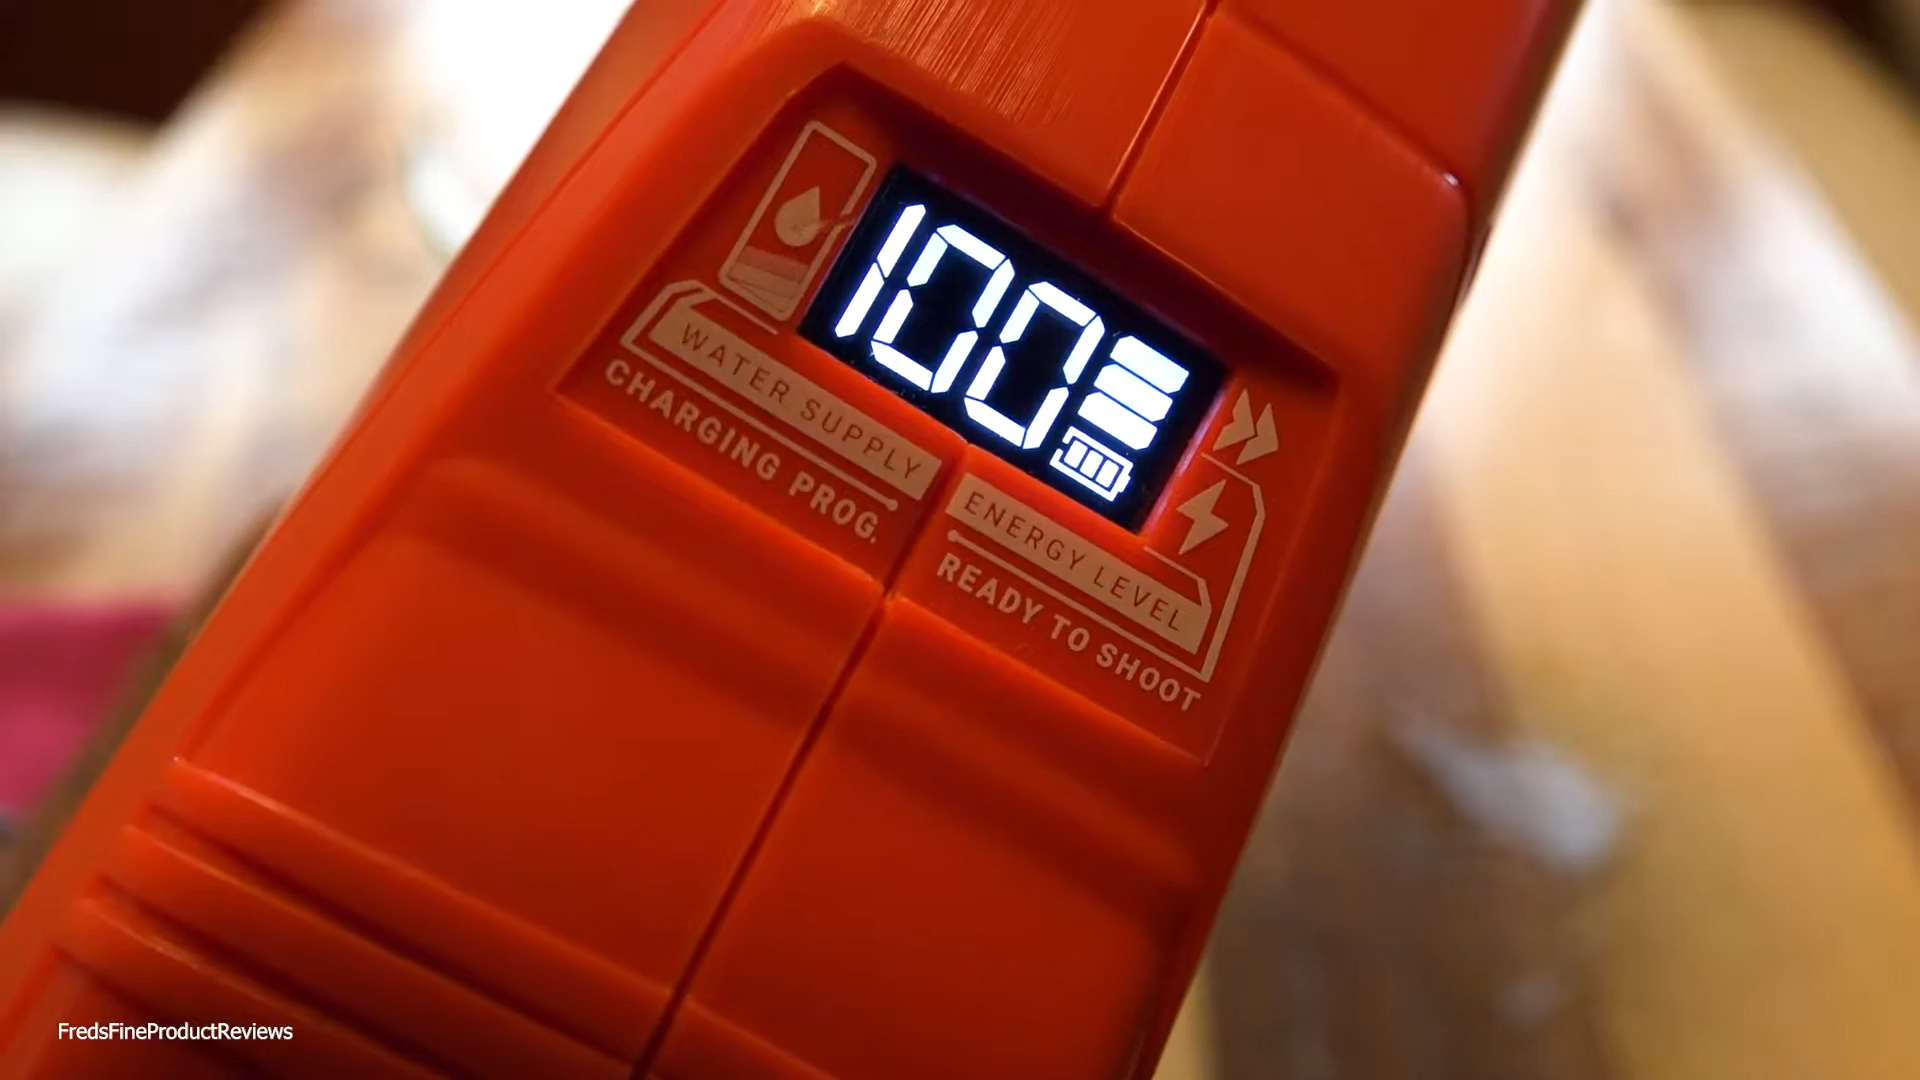 100
WATER SUPPLY
CHARGING PROG.
ENERGY LEVEL
READY TO SHOOT
FredsFineProductReviews